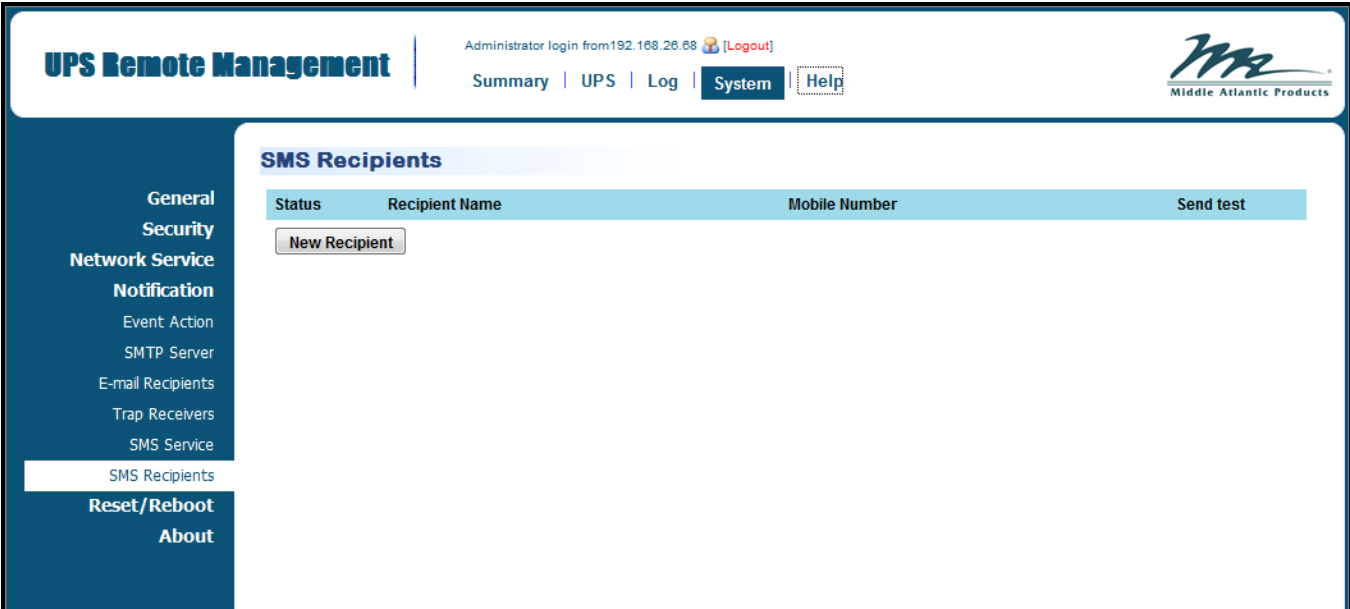 UPS Remote Management
Administrator login from192.168.26.68 [Logout]
Summary | UPS | Log | System | Help
Middle Atlantic Products
SMS Recipients
Status Recipient Name Mobile Number Send test
New Recipient
General
Security
Network Service
Notification
Event Action
SMTP Server
E-mail Recipients
Trap Receivers
SMS Service
SMS Recipients
Reset/Reboot
About